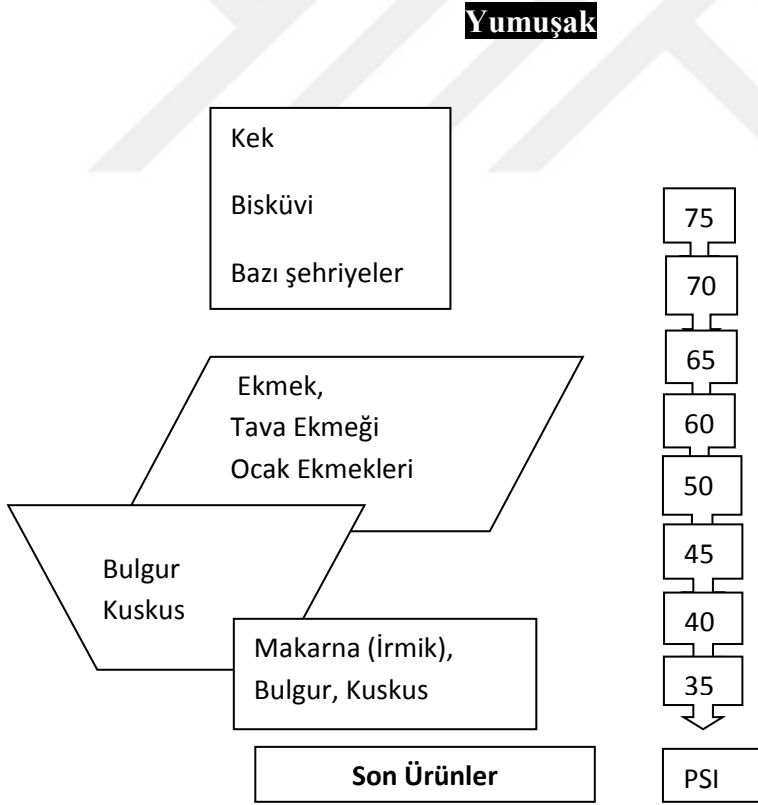 Yumuşak
Kek
Bisküvi
Bazı şehriyeler
75
70
65
60
50
45
40
35
Ekmek,
Tava Ekmeği
Ocak Ekmekleri
Bulgur
Kuskus
Makarna (İrmik),
Bulgur, Kuskus
Son Ürünler
PSI